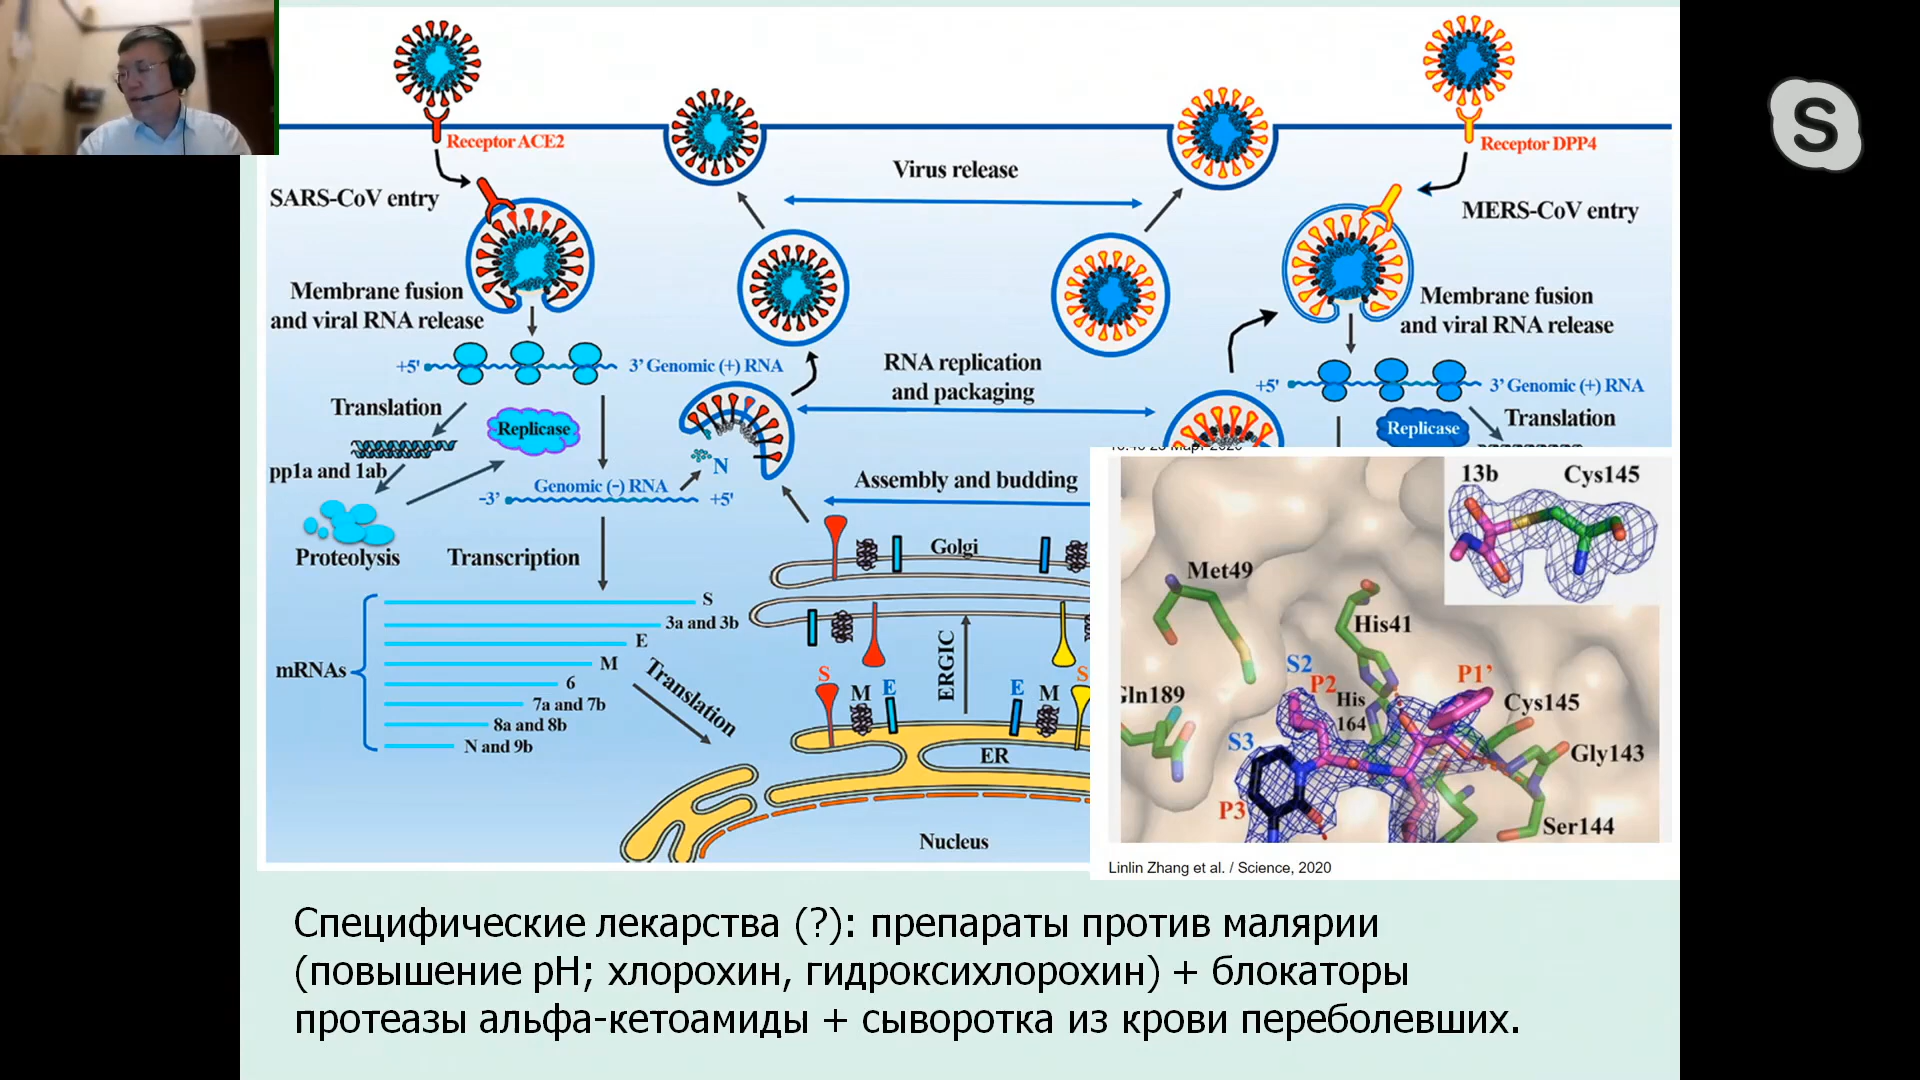 Receptor ACE2
Receptor DPP4
SARS-CoV entry
Virus release
MERS-CoV entry
Membrane fusion
and viral RNA release
Membrane fusion
and viral RNA release
+5'
3’ Genomic (+) RNA
RNA replication
and packaging
+5'
3’ Genomic (+) RNA
Translation
Replicase
Replicase
Translation
pp1a and 1ab
N
Genomic (–) RNA
–3’
+5'
Assembly and budding
Proteolysis
Transcription
Golgi
mRNAs
S
3a and 3b
E
M
6
7a and 7b
8a and 8b
N and 9b
Translation
ERGIC
S
M
E
E
M
S
ER
Nucleus
13b
Cys145
Met49
His41
S2
P2
P1’
His
164
Cys145
Gln189
S3
Gly143
P3
Ser144
Linlin Zhang et al. / Science, 2020
Специфические лекарства (?): препараты против малярии
(повышение pH; хлорохин, гидроксихлорохин) + блокаторы
протеазы альфа-кетоамиды + сыворотка из крови переболевших.
S